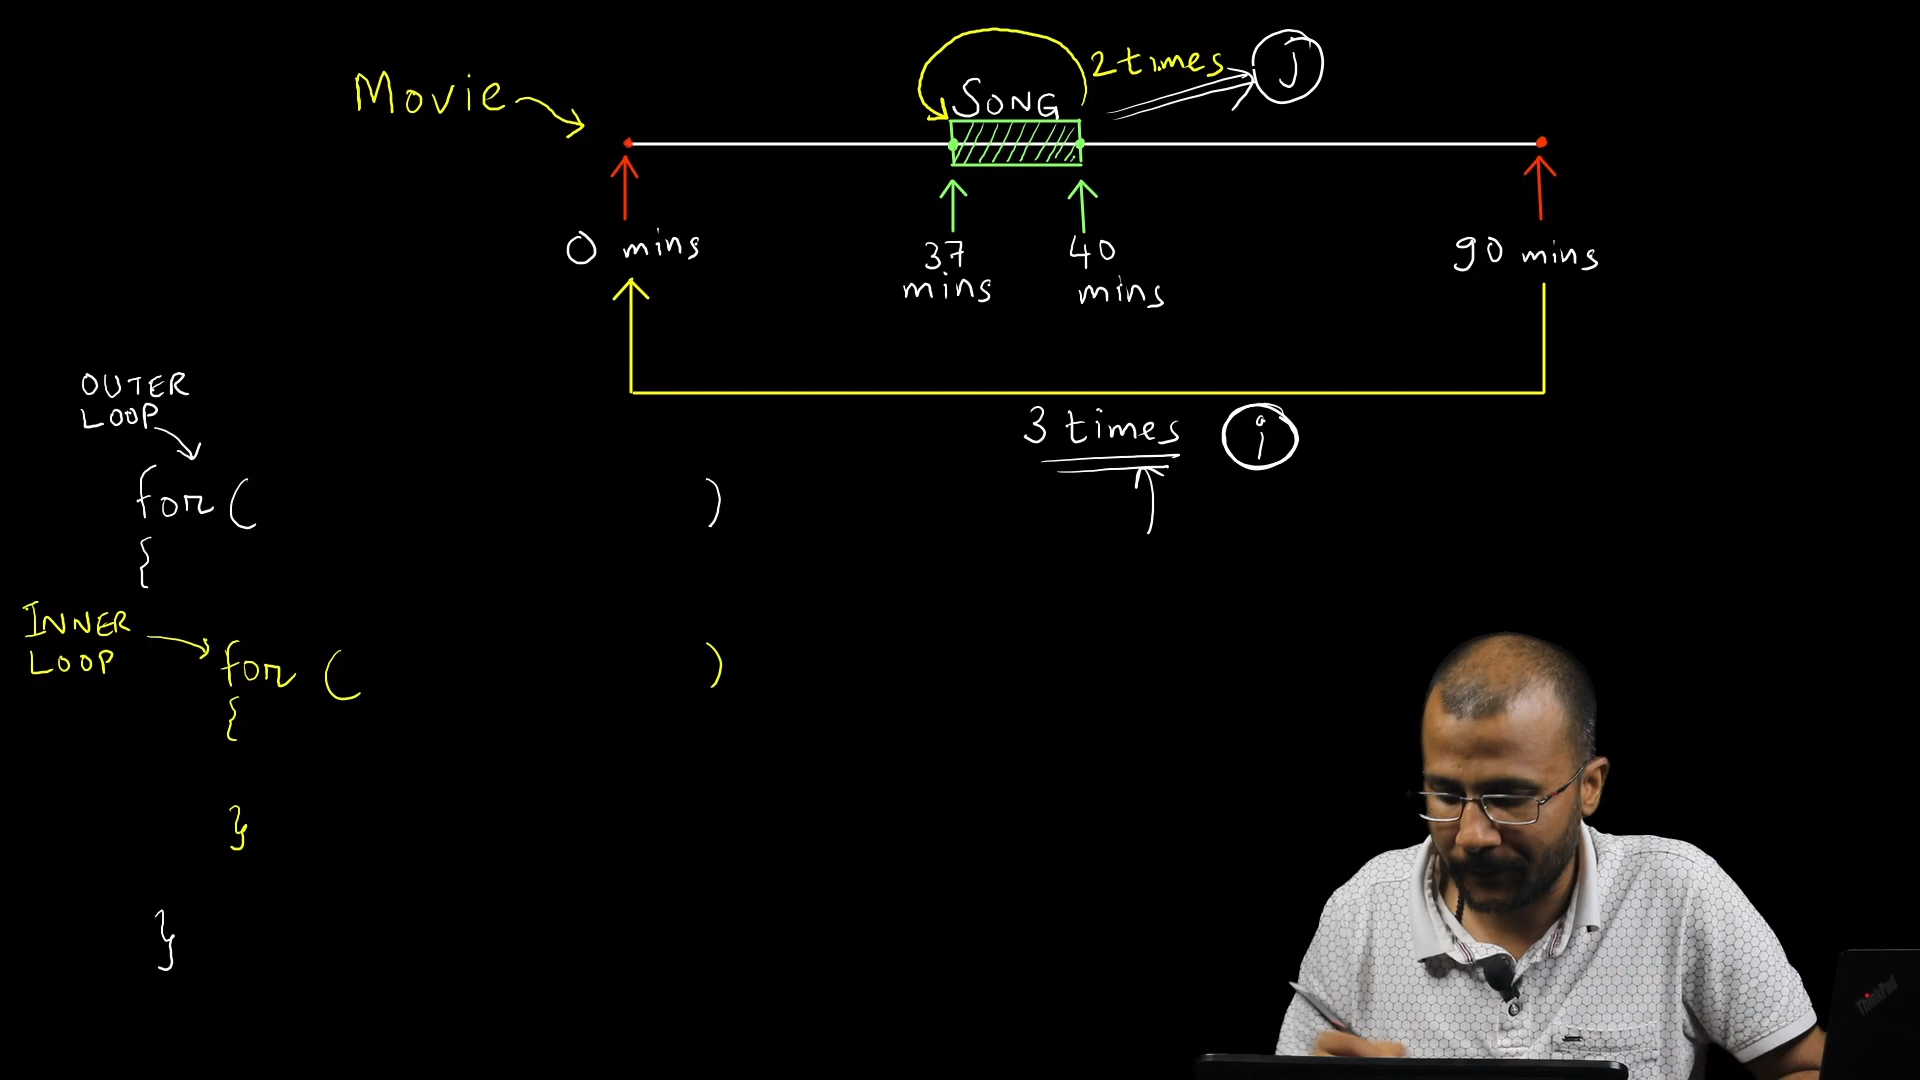 Movie
SONG
2 times
J
0 mins
37
mins
40
mins
90 mins
3 times
i
OUTER
LOOP
for ( )
{
INNER
LOOP
for ( )
{
}
}
ThinkPad